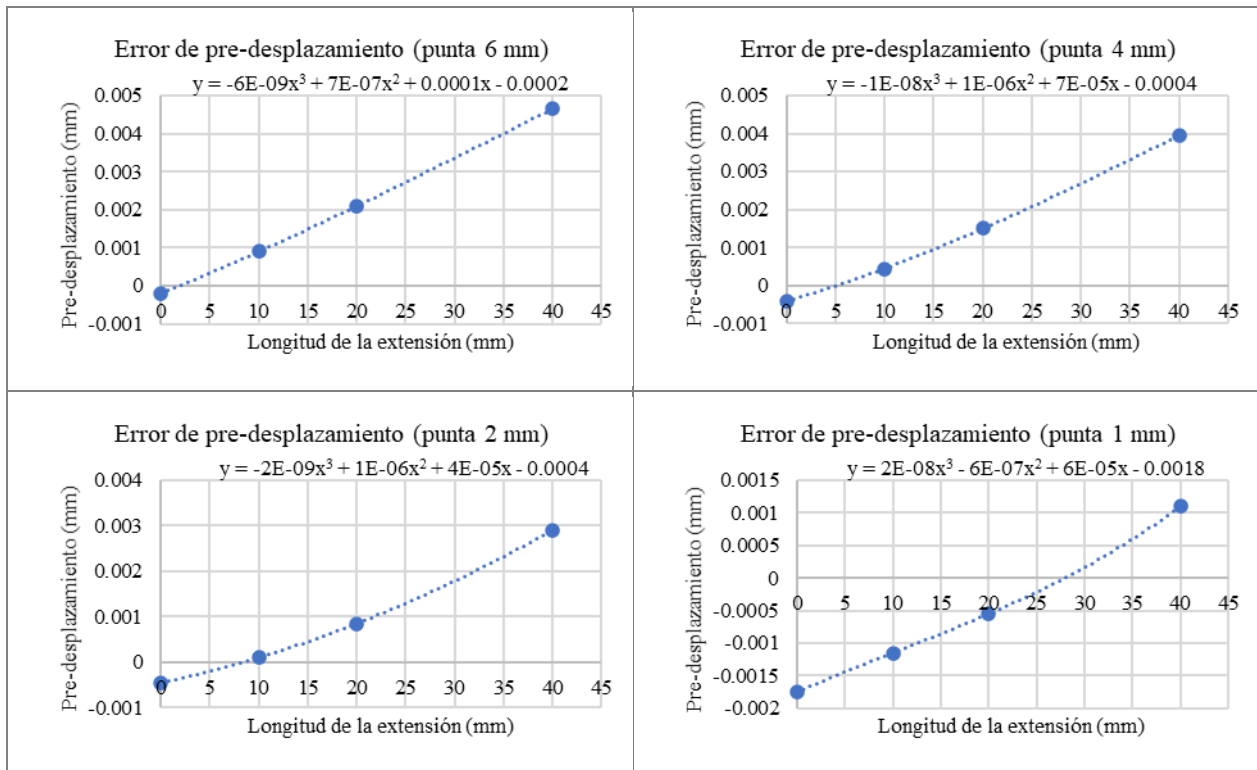 Error de pre-desplazamiento (punta 6 mm)
y = -6E-09x³ + 7E-07x² + 0.0001x - 0.0002
Pre-desplazamiento (mm)
0.005
0.004
0.003
0.002
0.001
0
-0.001
0 5 10 15 20 25 30 35 40 45
Longitud de la extensión (mm)
Error de pre-desplazamiento (punta 4 mm)
y = -1E-08x³ + 1E-06x² + 7E-05x - 0.0004
Pre-desplazamiento (mm)
0.005
0.004
0.003
0.002
0.001
0
-0.001
0 5 10 15 20 25 30 35 40 45
Longitud de la extensión (mm)
Error de pre-desplazamiento (punta 2 mm)
y = -2E-09x³ + 1E-06x² + 4E-05x - 0.0004
Pre-desplazamiento (mm)
0.004
0.003
0.002
0.001
0
-0.001
0 5 10 15 20 25 30 35 40 45
Longitud de la extensión (mm)
Error de pre-desplazamiento (punta 1 mm)
y = 2E-08x³ - 6E-07x² + 6E-05x - 0.0018
Pre-desplazamiento (mm)
0.0015
0.001
0.0005
0
-0.0005
-0.001
-0.0015
-0.002
0 5 10 15 20 25 30 35 40 45
Longitud de la extensión (mm)